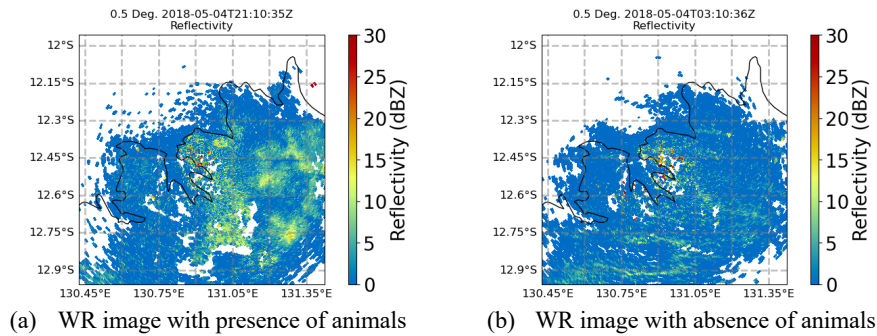 0.5 Deg. 2018-05-04T21:10:35Z
Reflectivity
12°S
12.15°S
12.3°S
12.45°S
12.6°S
12.75°S
12.9°S
130.45°E 130.75°E 131.05°E 131.35°E
30
25
20
15
10
5
0
Reflectivity (dBZ)
(a) WR image with presence of animals
0.5 Deg. 2018-05-04T03:10:36Z
Reflectivity
12°S
12.15°S
12.3°S
12.45°S
12.6°S
12.75°S
12.9°S
130.45°E 130.75°E 131.05°E 131.35°E
30
25
20
15
10
5
0
Reflectivity (dBZ)
(b) WR image with absence of animals